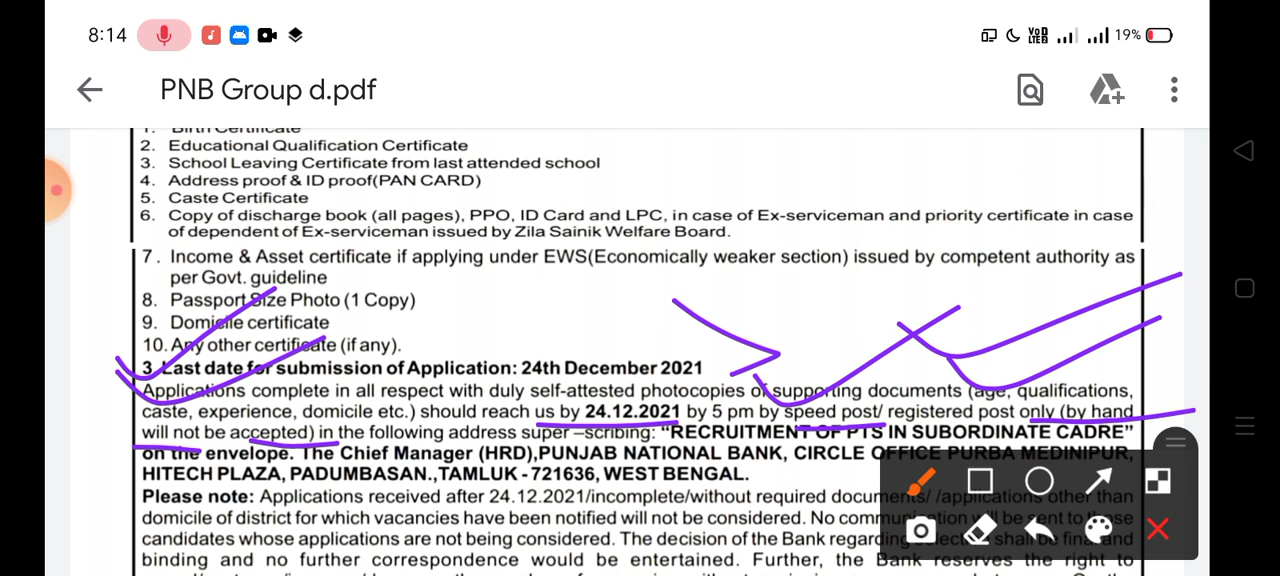 8:14
19%
PNB Group d.pdf
1. Birth Certificate
2. Educational Qualification Certificate
3. School Leaving Certificate from last attended school
4. Address proof & ID proof(PAN CARD)
5. Caste Certificate
6. Copy of discharge book (all pages), PPO, ID Card and LPC, in case of Ex-serviceman and priority certificate in case
of dependent of Ex-serviceman issued by Zila Sainik Welfare Board.
7. Income & Asset certificate if applying under EWS(Economically weaker section) issued by competent authority as
per Govt. guideline
8. Passport Size Photo (1 Copy)
9. Domicile certificate
10. Any other certificate (if any).
3. Last date for submission of Application: 24th December 2021
Applications complete in all respect with duly self-attested photocopies of supporting documents (age, qualifications,
caste, experience, domicile etc.) should reach us by 24.12.2021 by 5 pm by speed post/ registered post only (by hand
will not be accepted) in the following address super –scribing: “RECRUITMENT OF PTS IN SUBORDINATE CADRE”
on the envelope. The Chief Manager (HRD),PUNJAB NATIONAL BANK, CIRCLE OFFICE PURBA MEDINIPUR,
HITECH PLAZA, PADUMBASAN.,TAMLUK - 721636, WEST BENGAL.
Please note: Applications received after 24.12.2021/incomplete/without required documents/ /applications other than
domicile of district for which vacancies have been notified will not be considered. No communication will be sent to those
candidates whose applications are not being considered. The decision of the Bank regarding selection shall be final and
binding and no further correspondence would be entertained. Further, the Bank reserves the right to